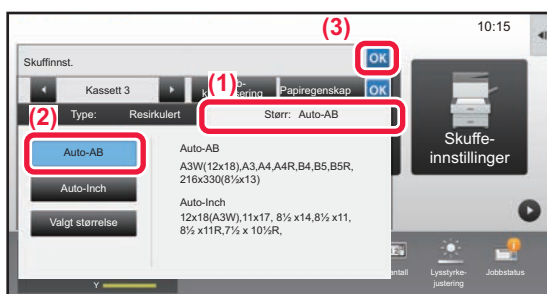 (3)
10:15
Skuffinnst.
OK
(1)
Kassett 3
Papiregenskap
OK
(2)
Type: Resirkulert
Størr: Auto-AB
Auto-AB
Auto-Inch
Valgt størrelse
Auto-AB
A3W(12x18),A3,A4,A4R,B4,B5,B5R,
216x330(8½x13)
Auto-Inch
12x18(A3W),11x17, 8½ x14,8½ x11,
8½ x11R,7½ x 10½R,
Skuffe-
innstillinger
Y
Lysstyrke-
justering
Jobbstatus